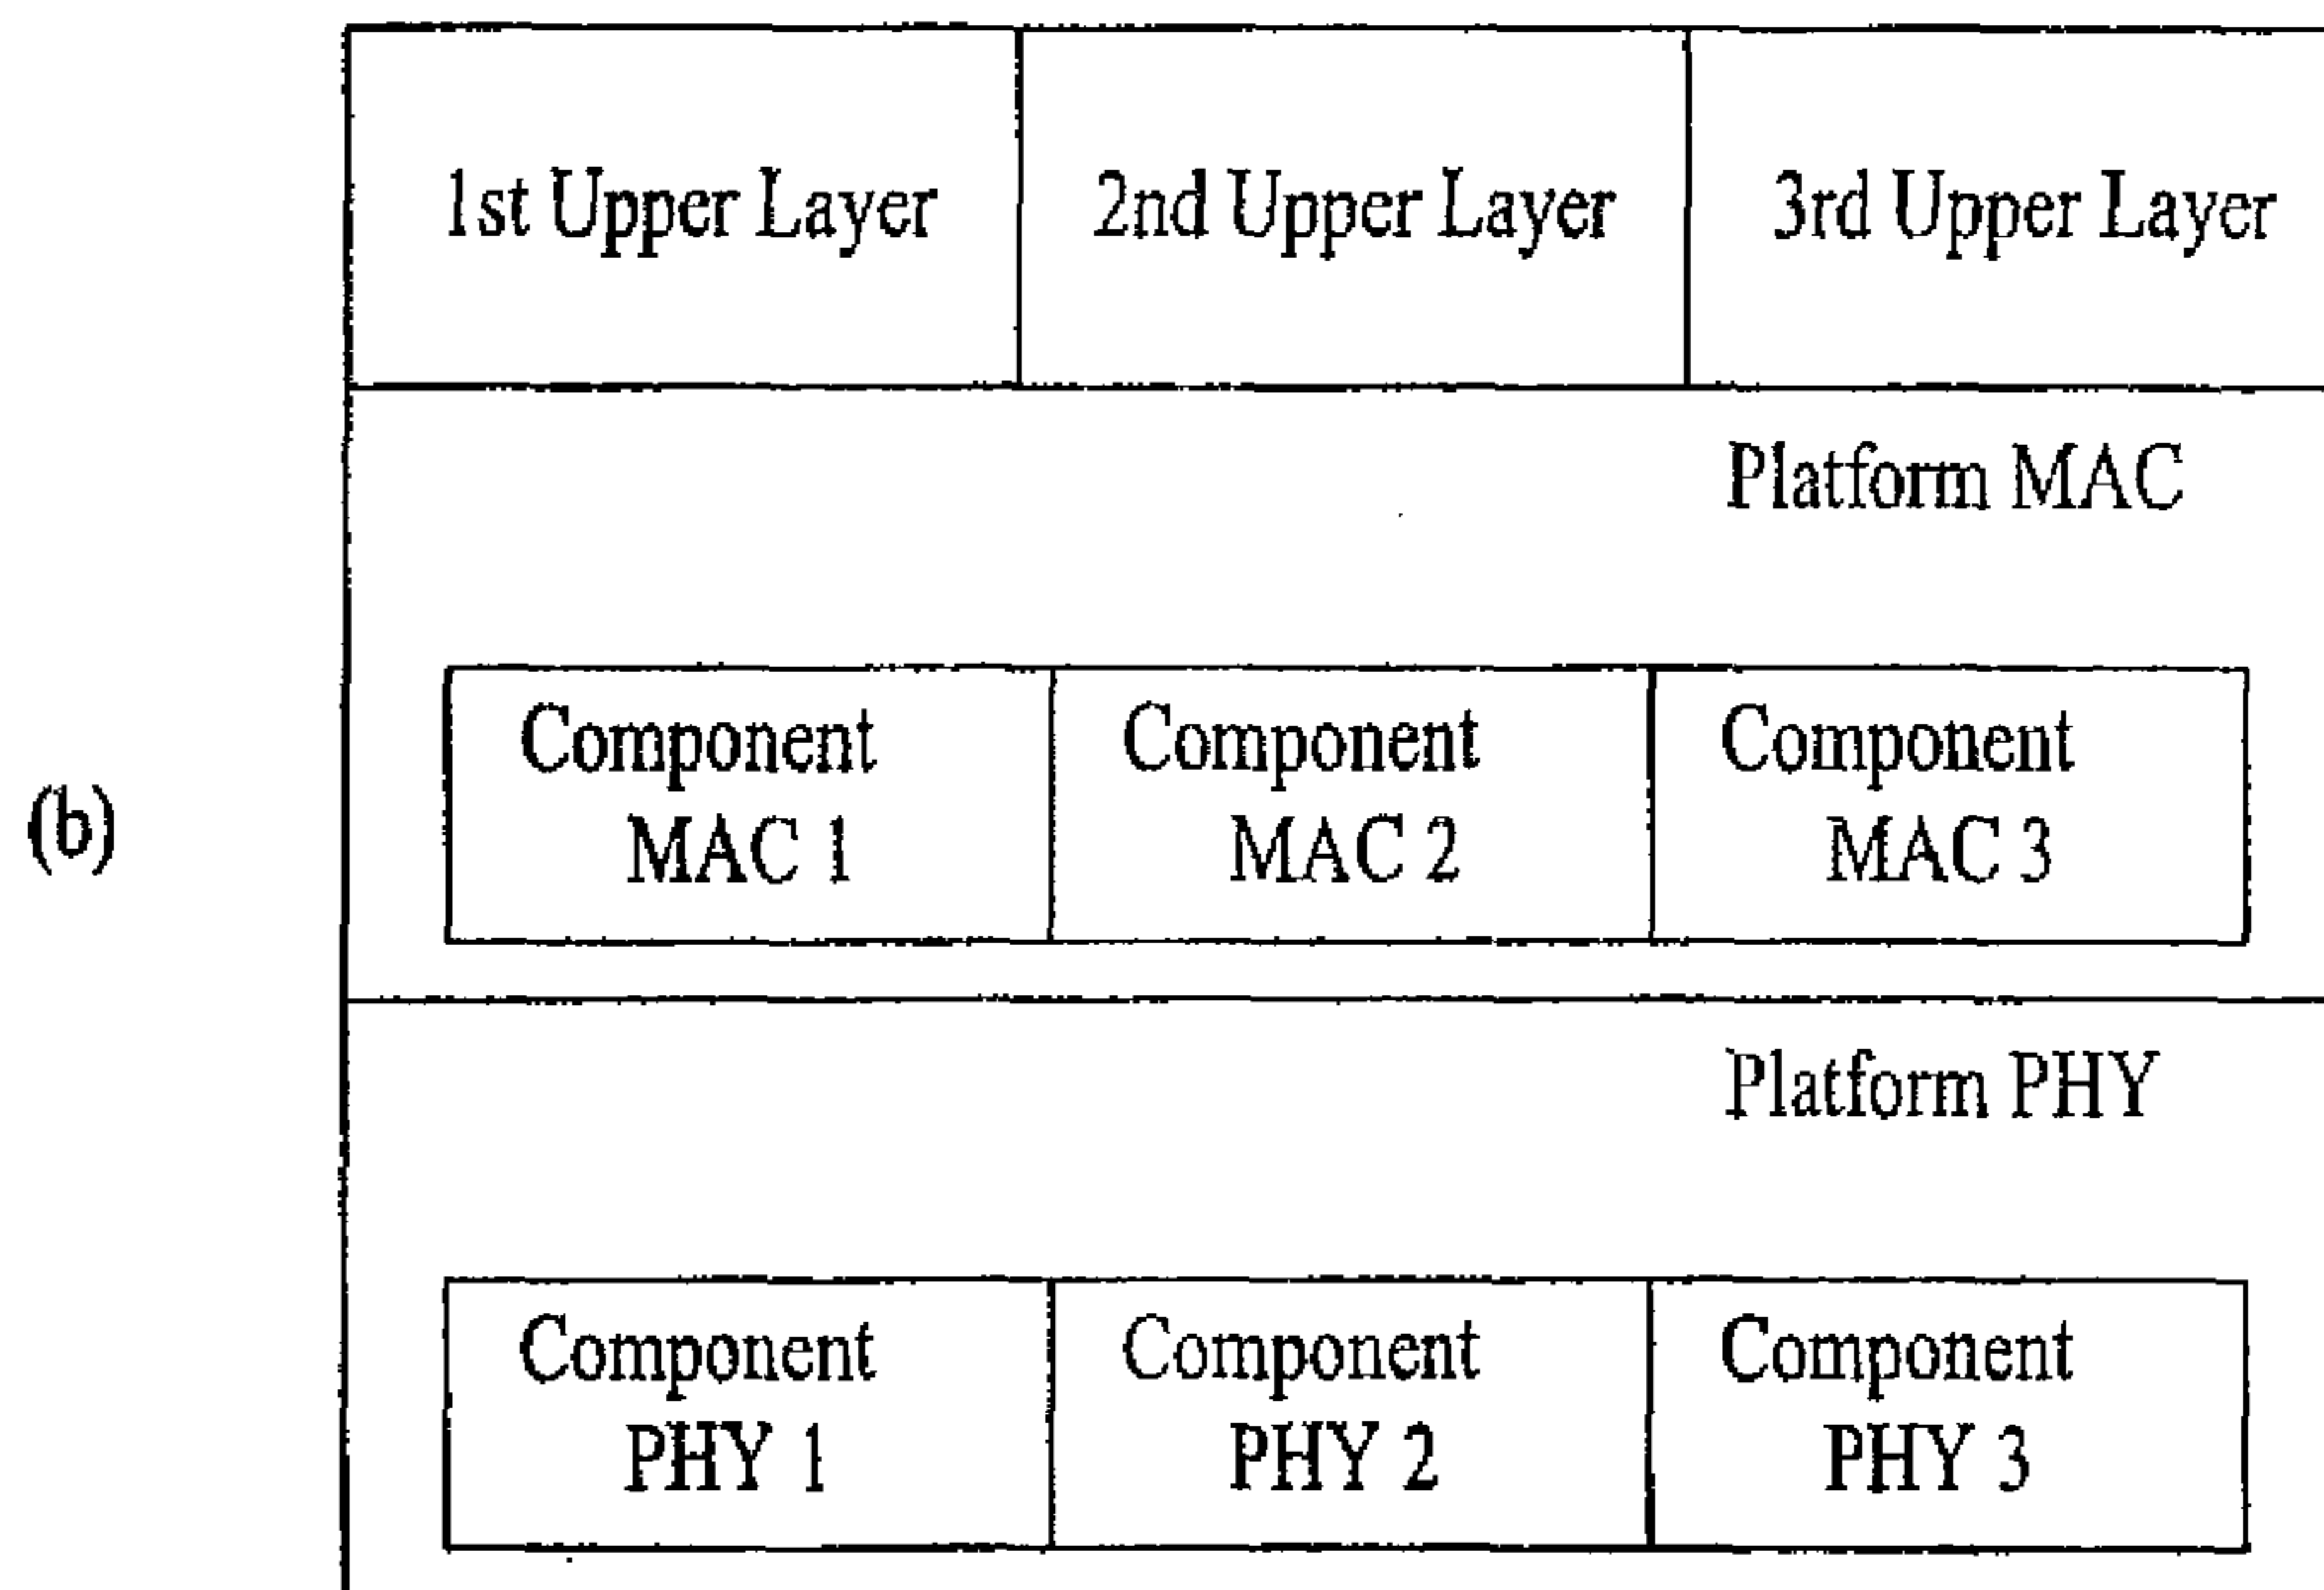 1st Upper Layer
2nd Upper Layer
3rd Upper Layer
Platform MAC
Component
MAC 1
Component
MAC 2
Component
MAC 3
(b)
Platform PHY
Component
PHY 1
Component
PHY 2
Component
PHY 3